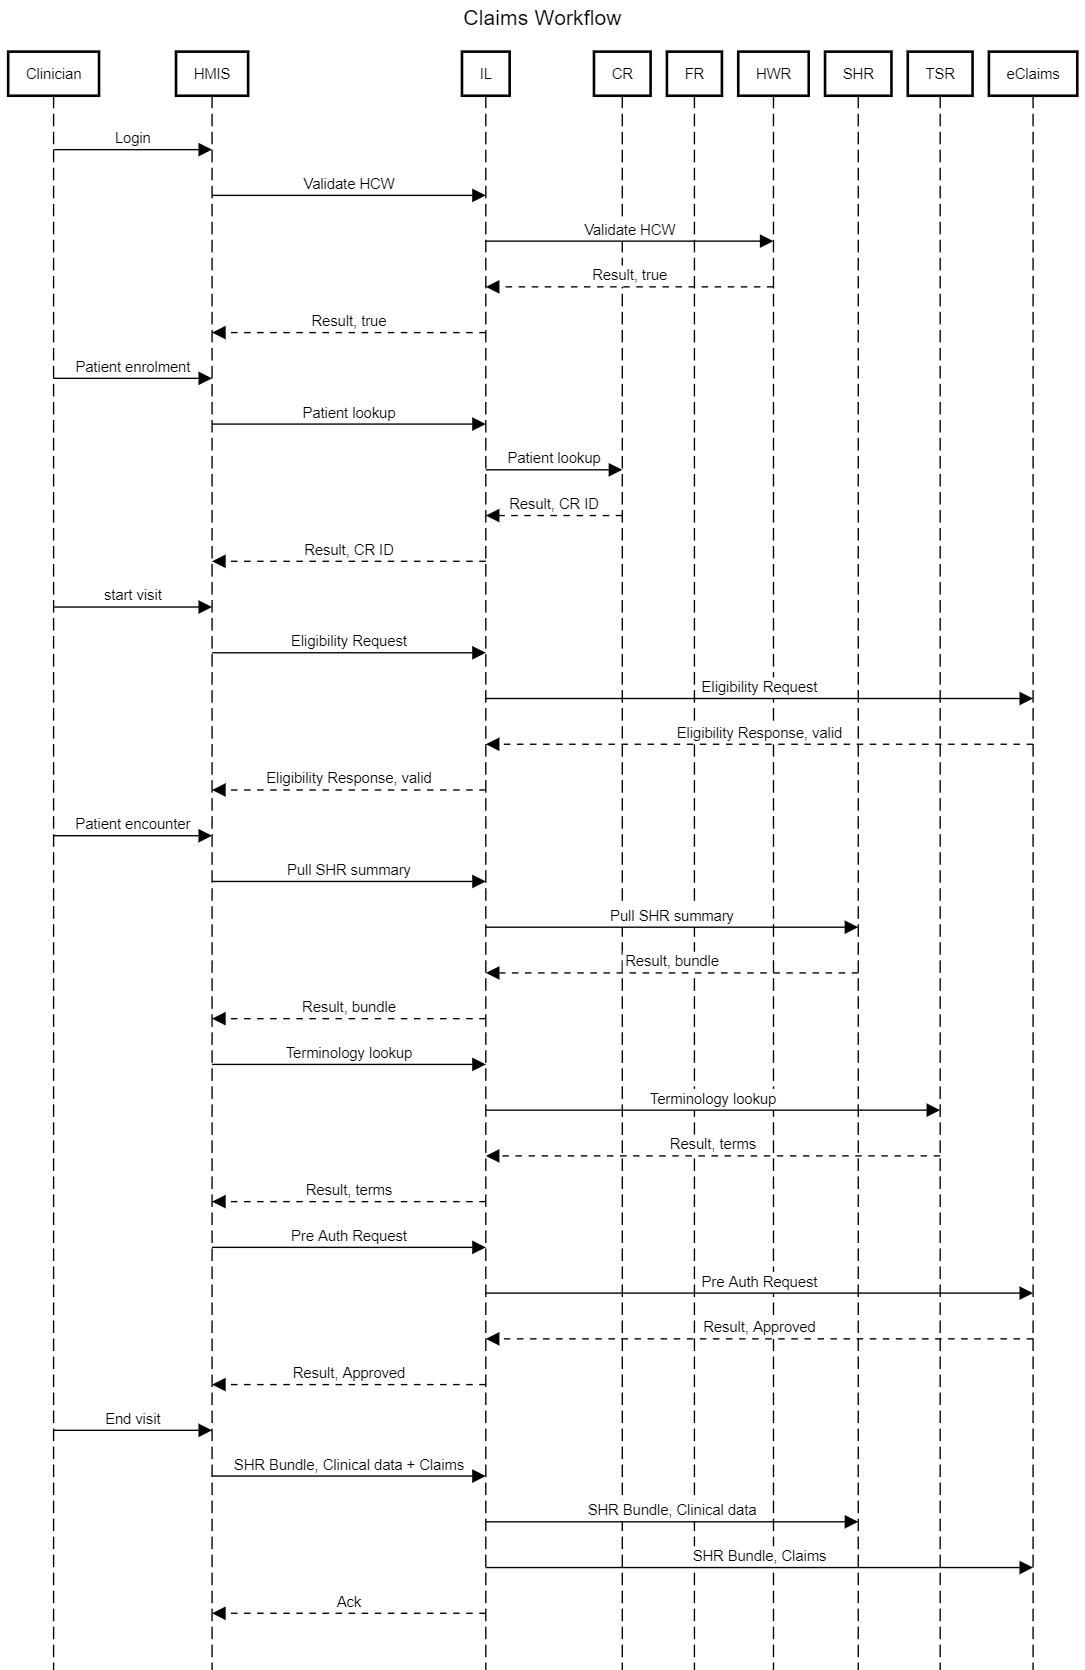 Claims Workflow
Clinician
HMIS
IL
CR
FR
HWR
SHR
TSR
eClaims
Login
Validate HCW
Validate HCW
Result, true
Result, true
Patient enrolment
Patient lookup
Patient lookup
Result, CR ID
Result, CR ID
start visit
Eligibility Request
Eligibility Request
Eligibility Response, valid
Eligibility Response, valid
Patient encounter
Pull SHR summary
Pull SHR summary
Result, bundle
Result, bundle
Terminology lookup
Terminology lookup
Result, terms
Result, terms
Pre Auth Request
Pre Auth Request
Result, Approved
Result, Approved
End visit
SHR Bundle, Clinical data + Claims
SHR Bundle, Clinical data
SHR Bundle, Claims
Ack